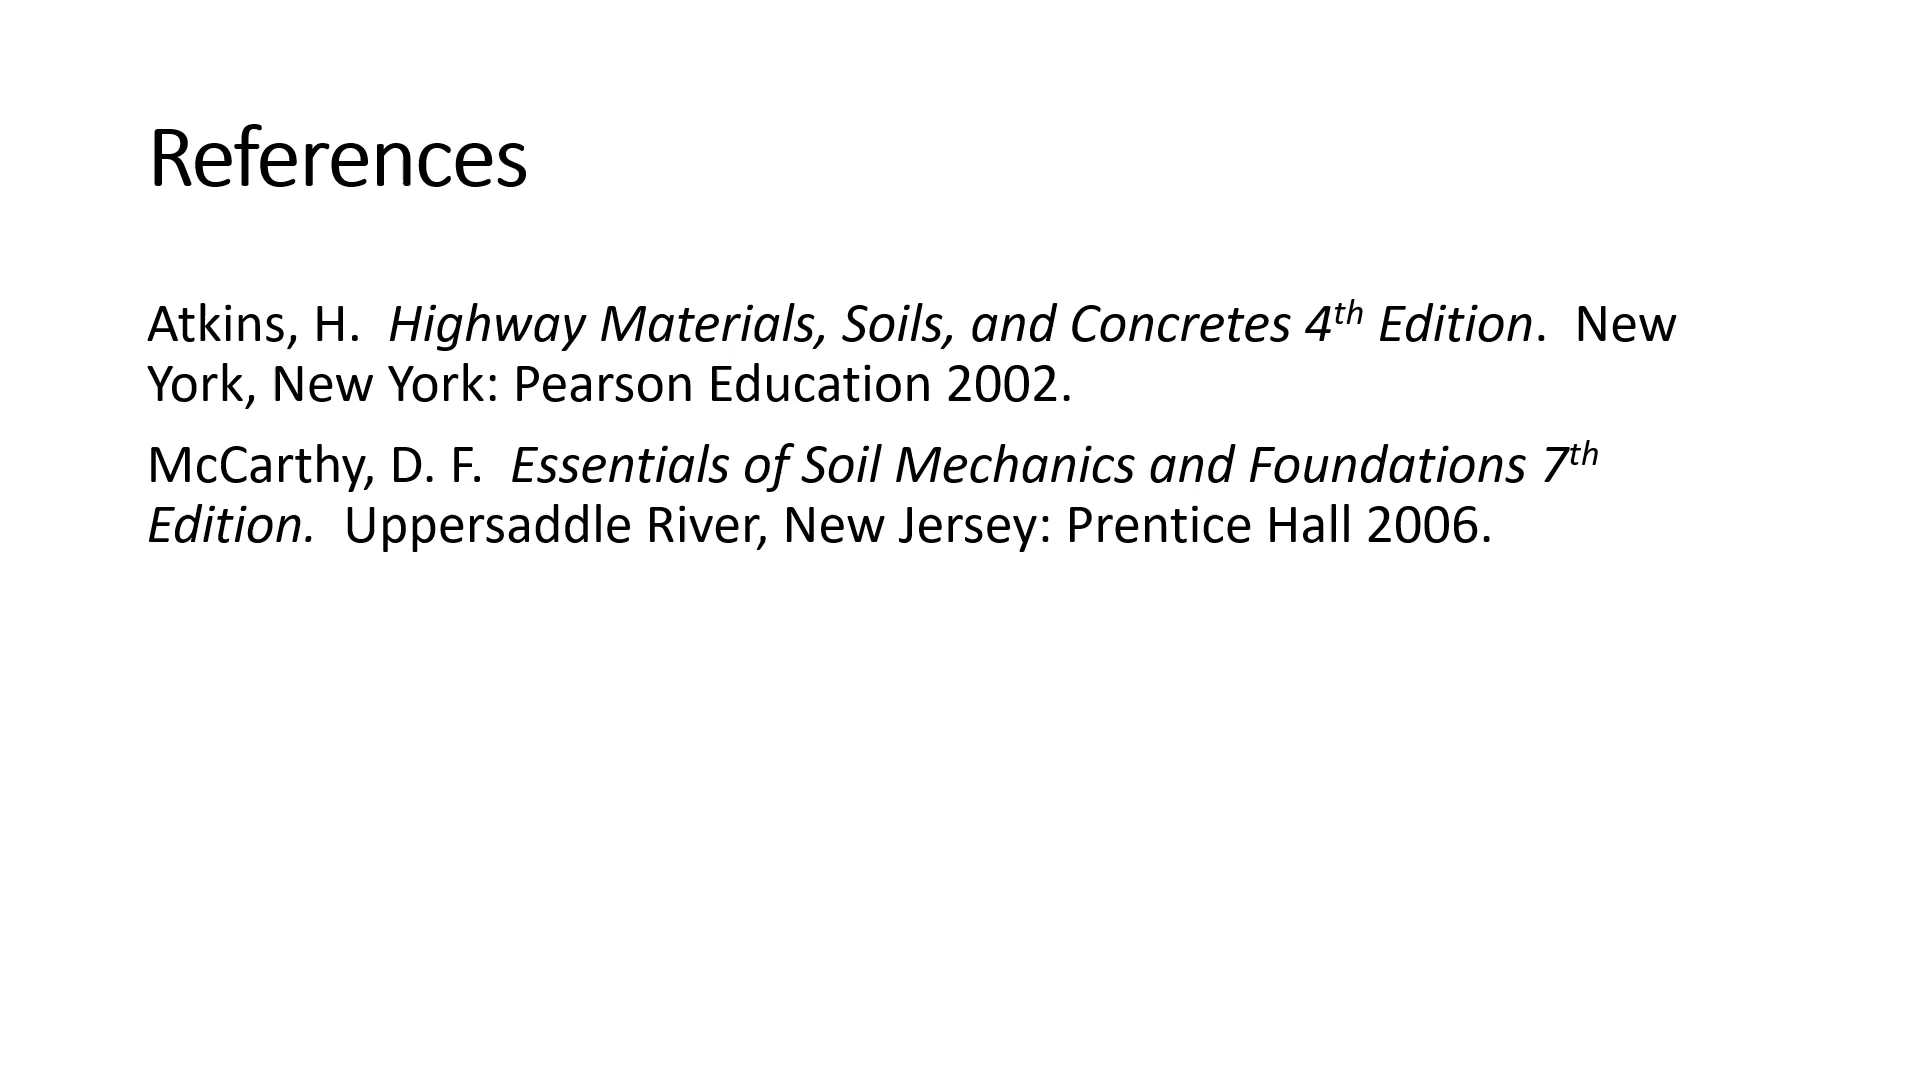 References
Atkins, H.  Highway Materials, Soils, and Concretes 4th Edition.  New
York, New York: Pearson Education 2002.
McCarthy, D. F.  Essentials of Soil Mechanics and Foundations 7th
Edition.  Uppersaddle River, New Jersey: Prentice Hall 2006.